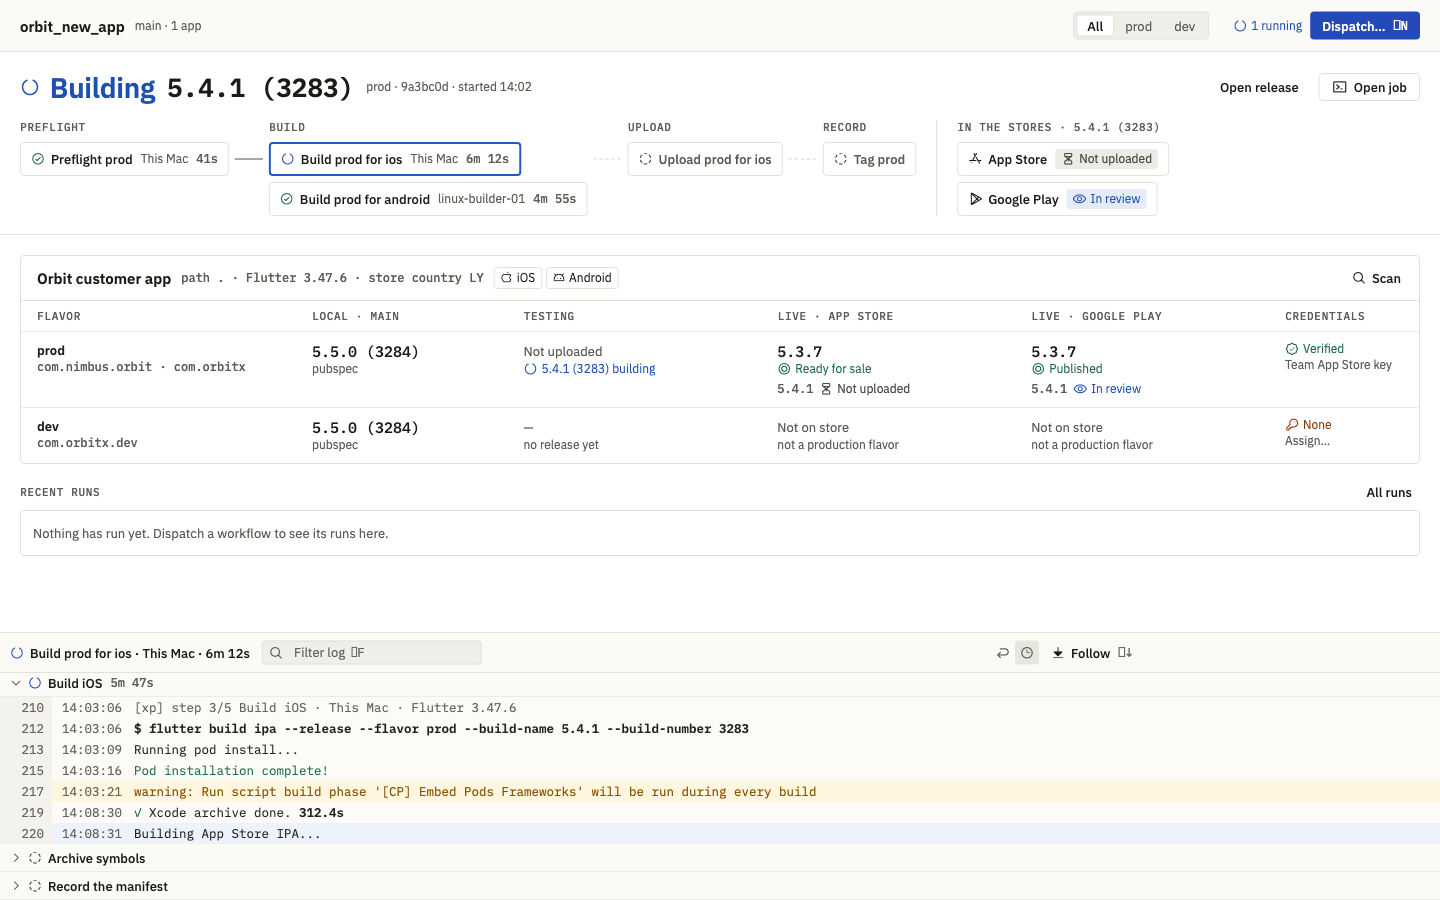 orbit_new_app main · 1 app All prod dev 1 running Dispatch... N
Building 5.4.1 (3283) prod · 9a3bc0d · started 14:02 Open release Open job
PREFLIGHT BUILD UPLOAD RECORD IN THE STORES · 5.4.1 (3283)
Preflight prod This Mac 41s Build prod for ios This Mac 6m 12s Upload prod for ios Tag prod App Store Not uploaded
Build prod for android linux-builder-01 4m 55s Google Play In review
Orbit customer app path . · Flutter 3.47.6 · store country LY iOS Android Scan
FLAVOR LOCAL · MAIN TESTING LIVE · APP STORE LIVE · GOOGLE PLAY CREDENTIALS
prod 5.5.0 (3284) Not uploaded 5.3.7 5.3.7 Verified
com.nimbus.orbit · com.orbitx pubspec 5.4.1 (3283) building Ready for sale Published Team App Store key
5.4.1 Not uploaded 5.4.1 In review
dev 5.5.0 (3284) — Not on store Not on store None
com.orbitx.dev pubspec no release yet not a production flavor not a production flavor Assign...
RECENT RUNS All runs
Nothing has run yet. Dispatch a workflow to see its runs here.
Build prod for ios · This Mac · 6m 12s Filter log F Follow ↓
Build iOS 5m 47s
210 14:03:06 [xp] step 3/5 Build iOS · This Mac · Flutter 3.47.6
212 14:03:06 $ flutter build ipa --release --flavor prod --build-name 5.4.1 --build-number 3283
213 14:03:09 Running pod install...
215 14:03:16 Pod installation complete!
217 14:03:21 warning: Run script build phase '[CP] Embed Pods Frameworks' will be run during every build
219 14:08:30 √ Xcode archive done. 312.4s
220 14:08:31 Building App Store IPA...
Archive symbols
Record the manifest